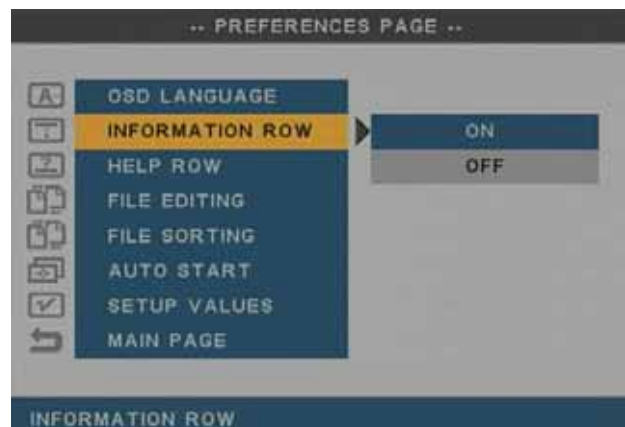 -- PREFERENCES PAGE --
OSD LANGUAGE
INFORMATION ROW
ON
HELP ROW
OFF
FILE EDITING
FILE SORTING
AUTO START
SETUP VALUES
MAIN PAGE
INFORMATION ROW